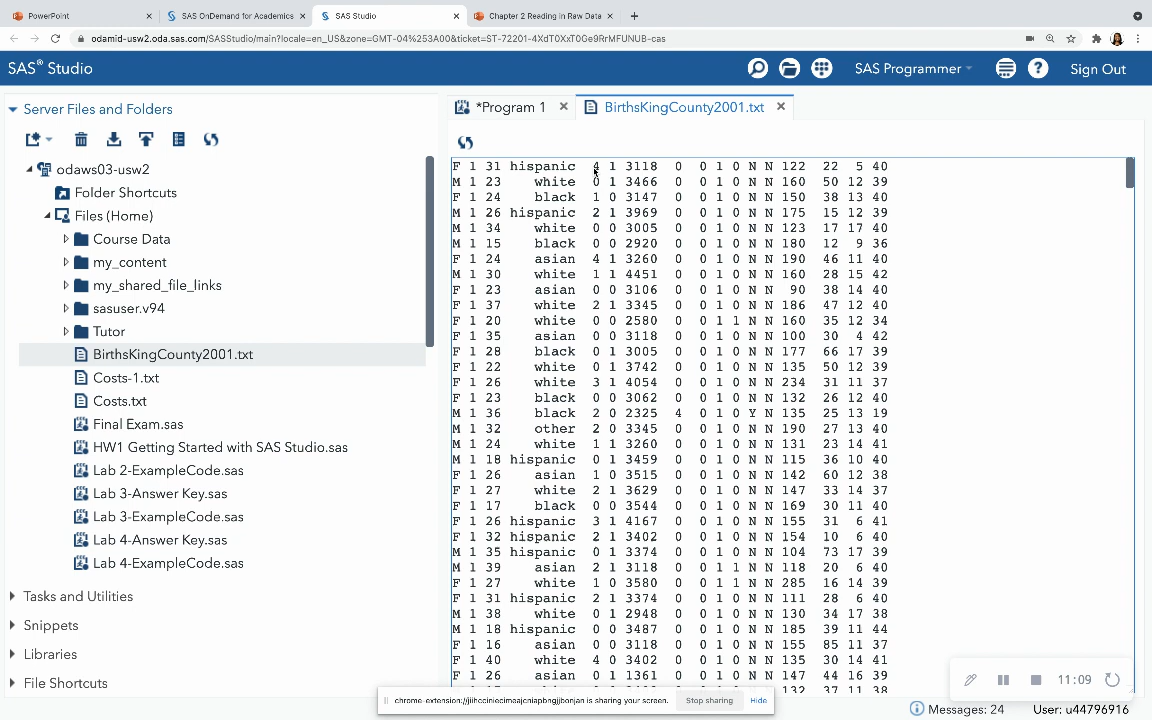 PowerPoint
SAS OnDemand for Academics
SAS Studio
Chapter 2 Reading in Raw Data
odamid-usw2.oda.sas.com/SASStudio/main?locale=en_US&zone=GMT-04%253A00&ticket=ST-72201-4XdT0XxT0Ge9RrMFUNUB-cas
SAS® Studio
SAS Programmer
Sign Out
Server Files and Folders
*Program 1
BirthsKingCounty2001.txt
odaws03-usw2
Folder Shortcuts
Files (Home)
Course Data
my_content
my_shared_file_links
sasuser.v94
Tutor
BirthsKingCounty2001.txt
Costs-1.txt
Costs.txt
Final Exam.sas
HW1 Getting Started with SAS Studio.sas
Lab 2-ExampleCode.sas
Lab 3-Answer Key.sas
Lab 3-ExampleCode.sas
Lab 4-Answer Key.sas
Lab 4-ExampleCode.sas
Tasks and Utilities
Snippets
Libraries
File Shortcuts
F 1 31 hispanic 4 1 3118 0 0 1 0 N N 122 22 5 40
M 1 23 white 0 1 3466 0 0 1 0 N N 160 50 12 39
F 1 24 black 1 0 3147 0 0 1 0 N N 150 38 13 40
M 1 26 hispanic 2 1 3969 0 0 1 0 N N 175 15 12 39
M 1 34 white 0 0 3005 0 0 1 0 N N 123 17 17 40
M 1 15 black 0 0 2920 0 0 1 0 N N 180 12 9 36
F 1 24 asian 4 1 3260 0 0 1 0 N N 190 46 11 40
M 1 30 white 1 1 4451 0 0 1 0 N N 160 28 15 42
F 1 23 asian 0 0 3106 0 0 1 0 N N 90 38 14 40
F 1 37 white 2 1 3345 0 0 1 0 N N 186 47 12 40
F 1 20 white 0 0 2580 0 0 1 1 N N 160 35 12 34
F 1 35 asian 0 0 3118 0 0 1 0 N N 100 30 4 42
F 1 28 black 0 1 3005 0 0 1 0 N N 177 66 17 39
F 1 22 white 0 1 3742 0 0 1 0 N N 135 50 12 39
F 1 26 white 3 1 4054 0 0 1 0 N N 234 31 11 37
F 1 23 black 0 0 3062 0 0 1 0 N N 132 26 12 40
M 1 36 black 2 0 2325 4 0 1 0 Y N 135 25 13 19
M 1 32 other 2 0 3345 0 0 1 0 N N 190 27 13 40
M 1 24 white 1 1 3260 0 0 1 0 N N 131 23 14 41
M 1 18 hispanic 0 1 3459 0 0 1 0 N N 115 36 10 40
F 1 26 asian 1 0 3515 0 0 1 0 N N 142 60 12 38
F 1 27 white 2 1 3629 0 0 1 0 N N 147 33 14 37
F 1 17 black 0 0 3544 0 0 1 0 N N 169 30 11 40
F 1 26 hispanic 3 1 4167 0 0 1 0 N N 155 31 6 41
F 1 32 hispanic 2 1 3402 0 0 1 0 N N 154 10 6 40
M 1 35 hispanic 0 1 3374 0 0 1 0 N N 104 73 17 39
M 1 39 asian 2 1 3118 0 0 1 1 N N 118 20 6 40
F 1 27 white 1 0 3580 0 0 1 1 N N 285 16 14 39
F 1 31 hispanic 2 1 3374 0 0 1 0 N N 111 28 6 40
M 1 38 white 0 1 2948 0 0 1 0 N N 130 34 17 38
M 1 18 hispanic 0 0 3487 0 0 1 0 N N 185 39 11 44
F 1 16 asian 0 0 3118 0 0 1 0 N N 155 85 11 37
F 1 40 white 4 0 3402 0 0 1 0 N N 135 30 14 41
F 1 26 asian 0 1 1361 0 0 1 0 N N 147 44 16 39
132 37 11 38
11:09
chrome-extension://jiihcciniecimeajcniapbngjjbonjan is sharing your screen.
Stop sharing
Hide
Messages: 24
User: u44796916